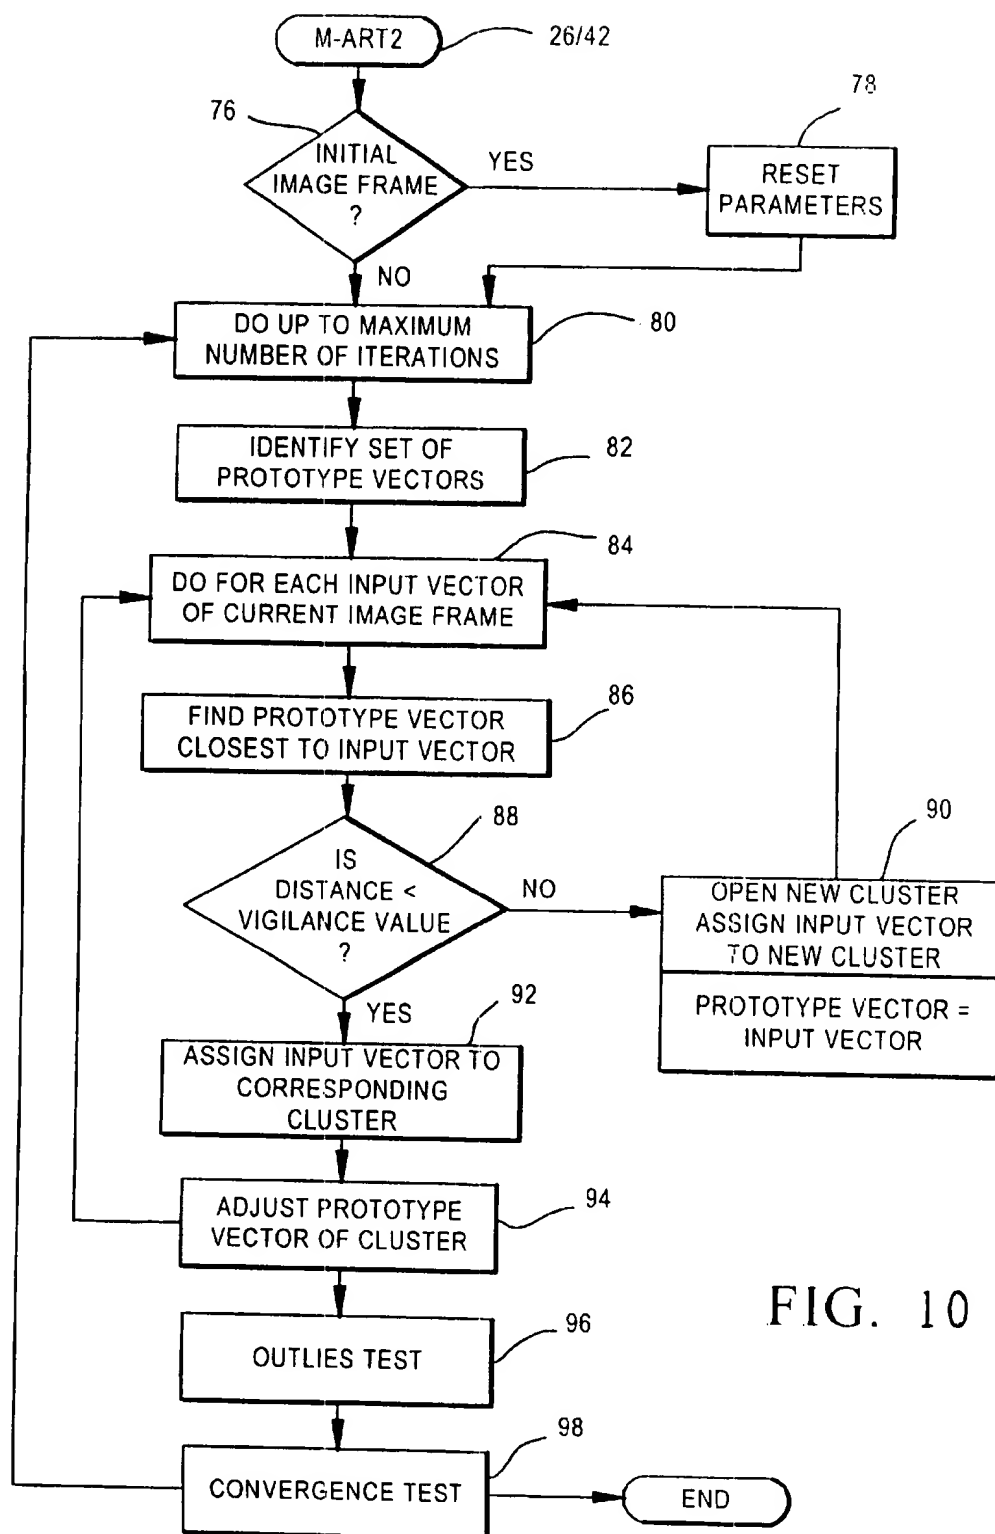 M-ART2
26/42
76
INITIAL
IMAGE FRAME
?
YES
78
RESET
PARAMETERS
NO
DO UP TO MAXIMUM
NUMBER OF ITERATIONS
80
IDENTIFY SET OF
PROTOTYPE VECTORS
82
84
DO FOR EACH INPUT VECTOR
OF CURRENT IMAGE FRAME
FIND PROTOTYPE VECTOR
CLOSEST TO INPUT VECTOR
86
88
IS
DISTANCE <
VIGILANCE VALUE
?
NO
90
OPEN NEW CLUSTER
ASSIGN INPUT VECTOR
TO NEW CLUSTER
PROTOTYPE VECTOR =
INPUT VECTOR
YES
92
ASSIGN INPUT VECTOR TO
CORRESPONDING
CLUSTER
ADJUST PROTOTYPE
VECTOR OF CLUSTER
94
OUTLIES TEST
96
CONVERGENCE TEST
98
END
FIG. 10